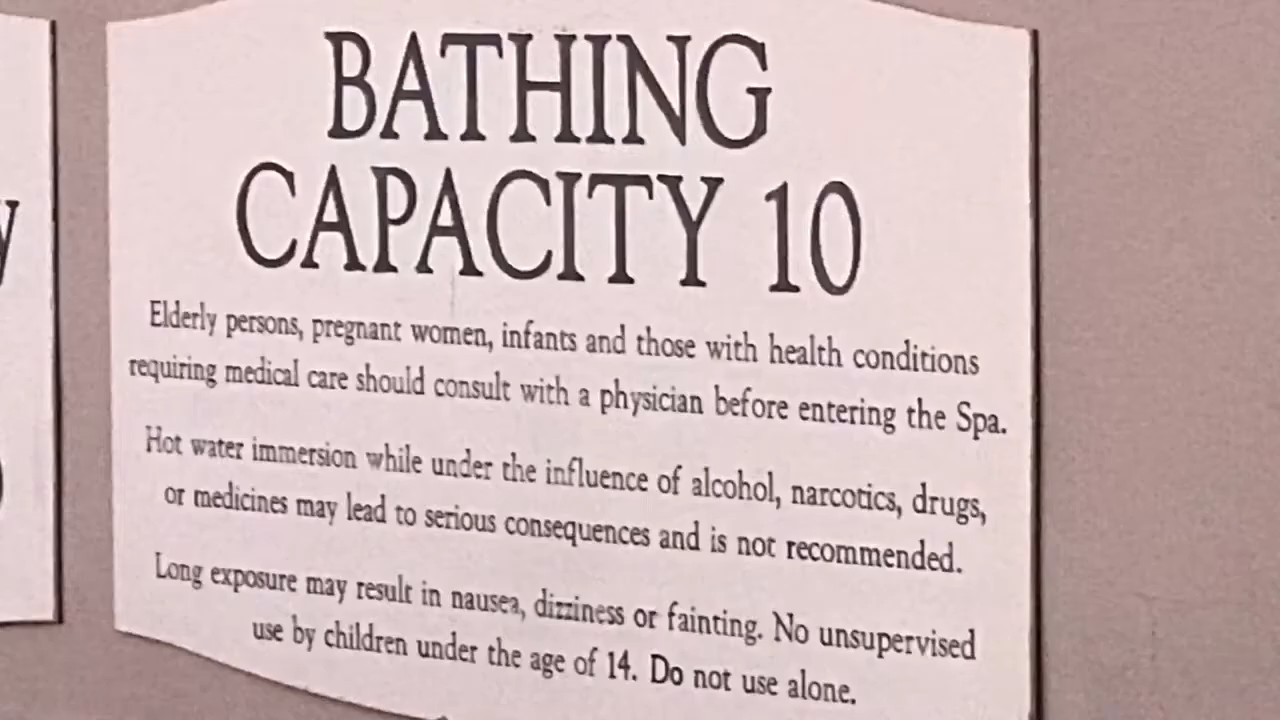 BATHING
CAPACITY 10
Elderly persons, pregnant women, infants and those with health conditions
requiring medical care should consult with a physician before entering the Spa.
Hot water immersion while under the influence of alcohol, narcotics, drugs,
or medicines may lead to serious consequences and is not recommended.
Long exposure may result in nausea, dizziness or fainting. No unsupervised
use by children under the age of 14. Do not use alone.